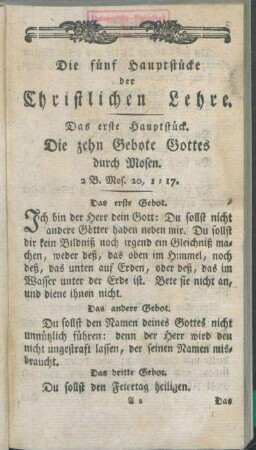 Die fünf Hauptstücke
der
Christlichen Lehre.
Das erste Hauptstück.
Die zehn Gebote Gottes
durch Mosen.
2 B. Mos. 20, 1-17.
Das erste Gebot.
Ich bin der Herr dein Gott: Du sollst nicht
andere Götter haben neben mir. Du sollst
dir kein Bildniß noch irgend ein Gleichniß ma-
chen, weder deß, das oben im Himmel, noch
deß, das unten auf Erden, oder deß, das im
Wasser unter der Erde ist. Bete sie nicht an,
und diene ihnen nicht.
Das andere Gebot.
Du sollst den Namen deines Gottes nicht
unnützlich führen: denn der Herr wird den
nicht ungestraft lassen, der seinen Namen mis-
braucht.
Das dritte Gebot.
Du sollst den Feiertag heiligen.
A 2 Das